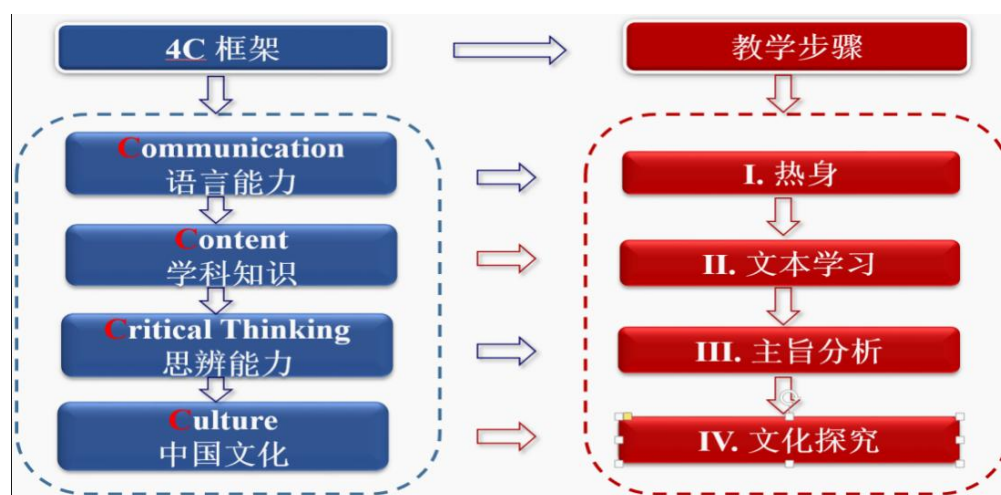 4C 框架
教学步骤
Communication
语言能力
I. 热身
Content
学科知识
II. 文本学习
Critical Thinking
思辨能力
III. 主旨分析
Culture
中国文化
IV. 文化探究